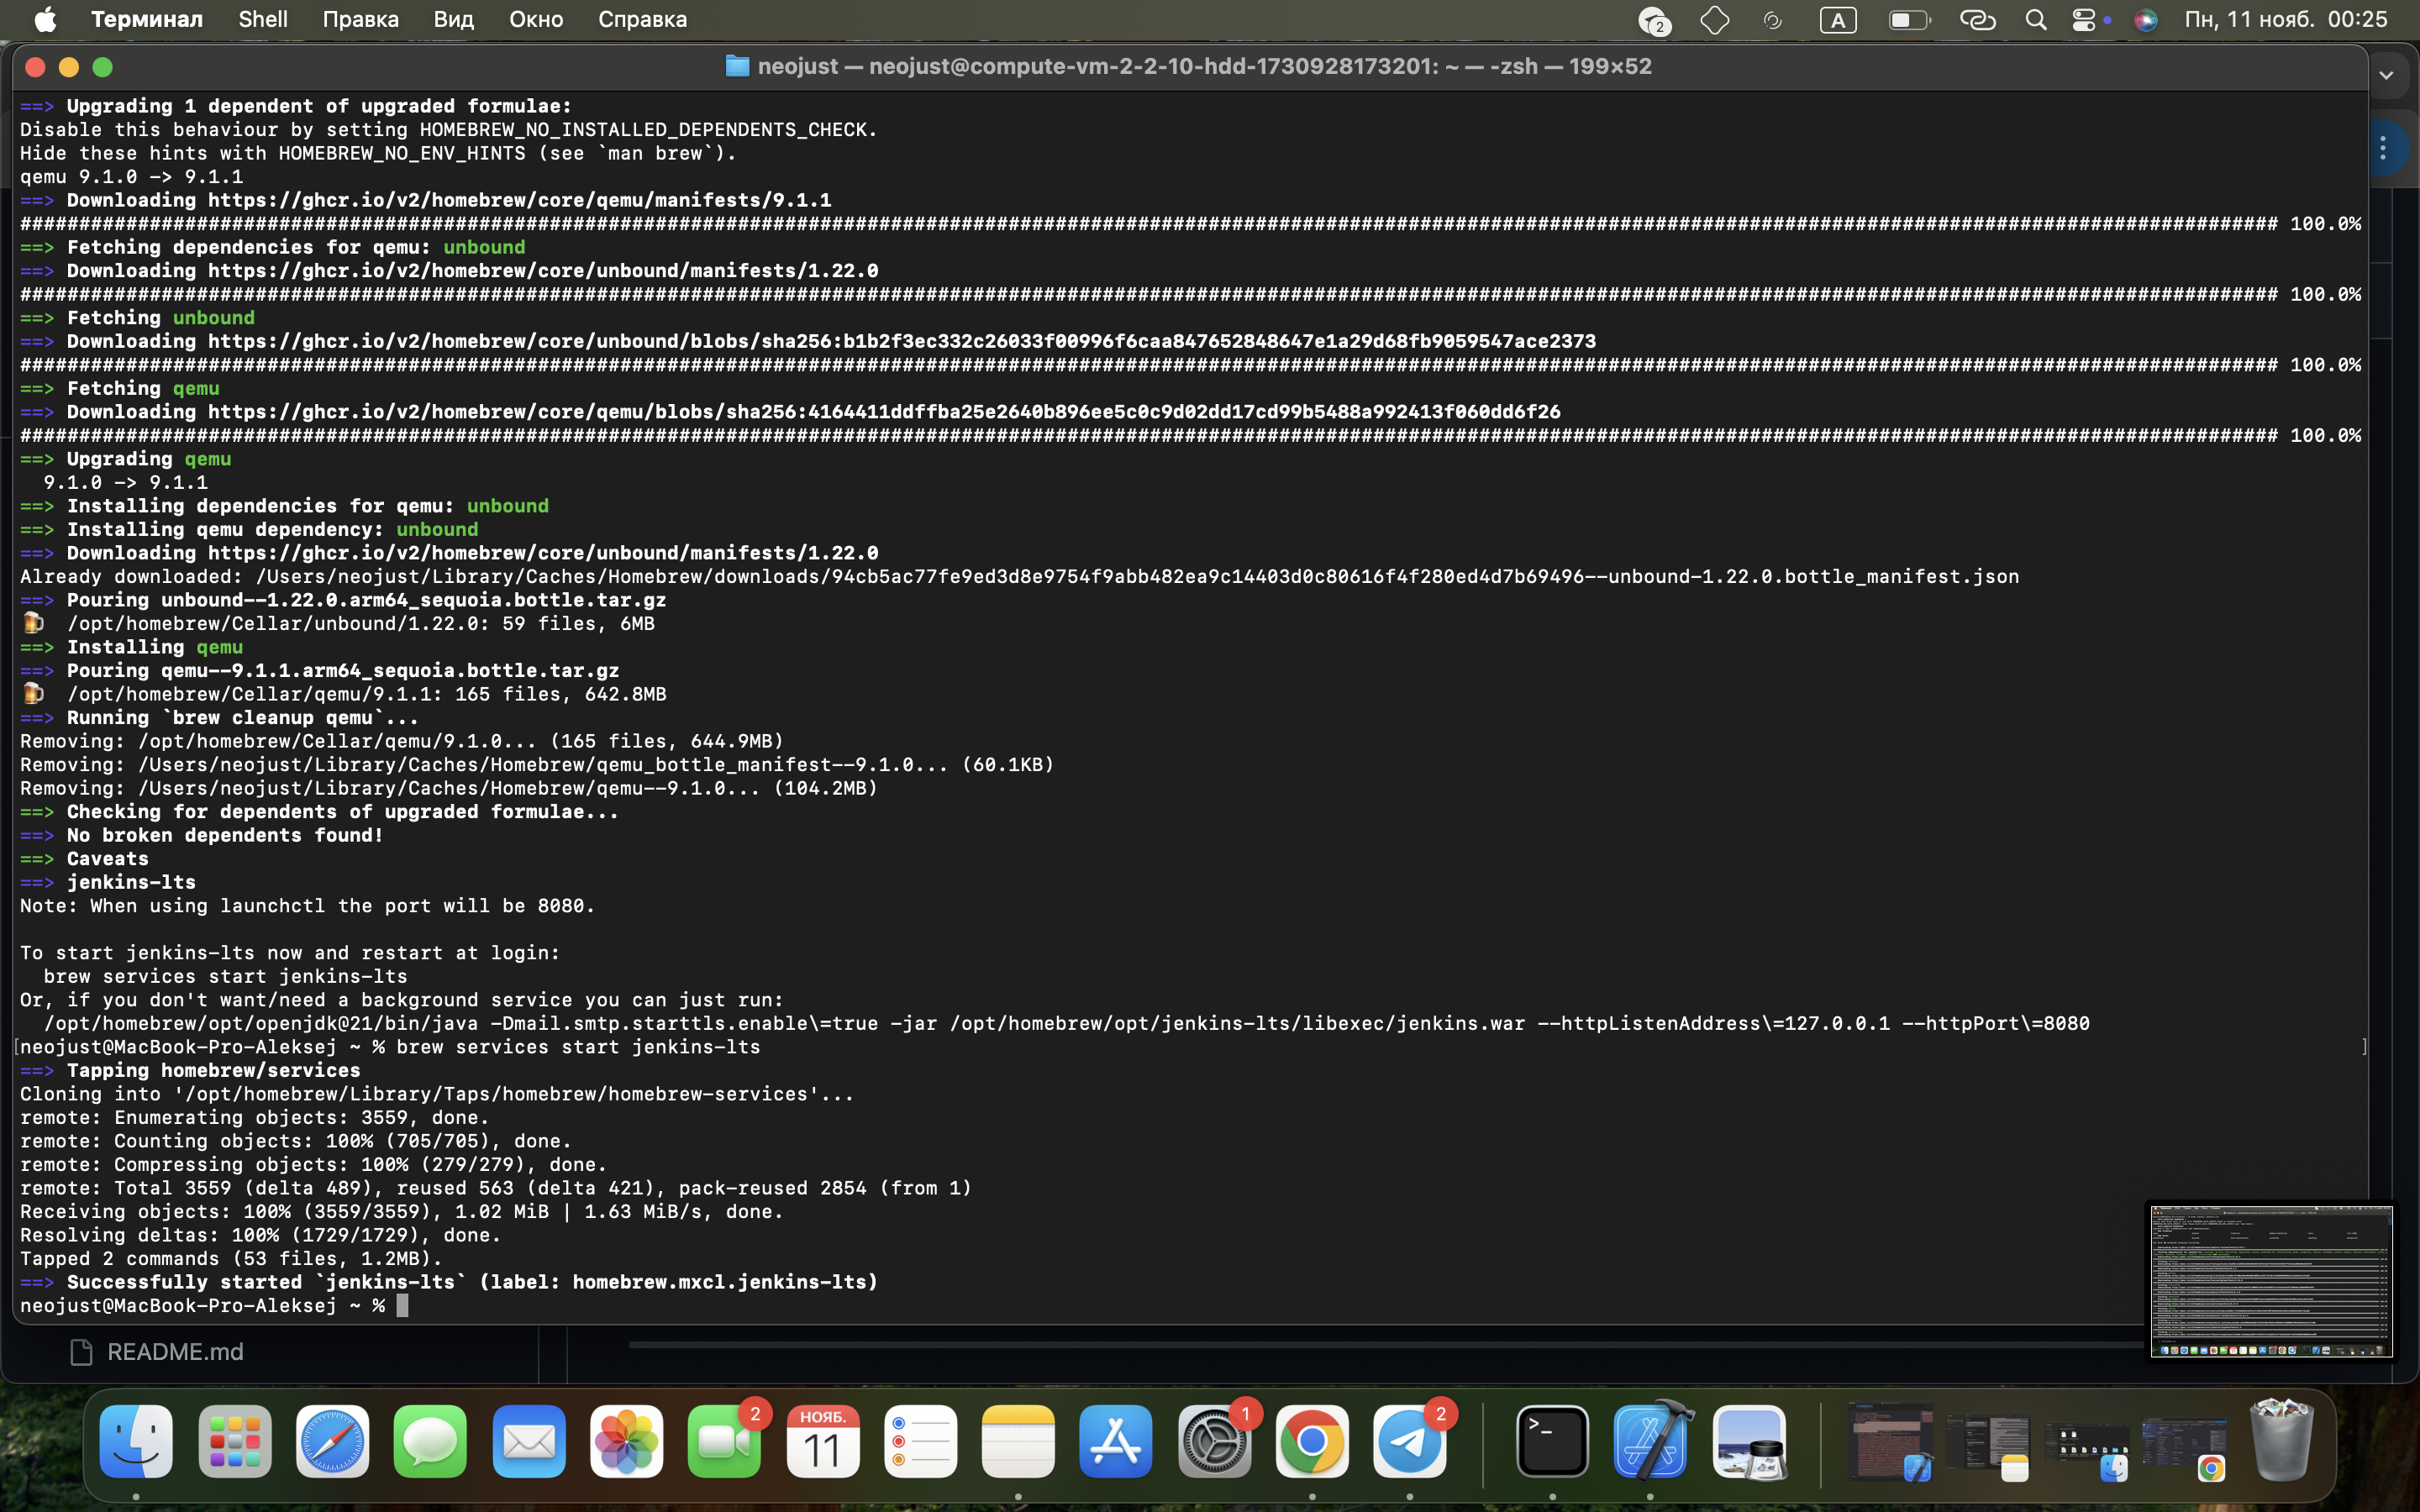 Терминал Shell Правка Вид Окно Справка 2 A Пн, 11 нояб. 00:25
neojust — neojust@compute-vm-2-2-10-hdd-1730928173201: ~ — -zsh — 199×52
==> Upgrading 1 dependent of upgraded formulae:
Disable this behaviour by setting HOMEBREW_NO_INSTALLED_DEPENDENTS_CHECK.
Hide these hints with HOMEBREW_NO_ENV_HINTS (see `man brew`).
qemu 9.1.0 -> 9.1.1
==> Downloading https://ghcr.io/v2/homebrew/core/qemu/manifests/9.1.1
################################################################################################################################################################################################ 100.0%
==> Fetching dependencies for qemu: unbound
==> Downloading https://ghcr.io/v2/homebrew/core/unbound/manifests/1.22.0
################################################################################################################################################################################################ 100.0%
==> Fetching unbound
==> Downloading https://ghcr.io/v2/homebrew/core/unbound/blobs/sha256:b1b2f3ec332c26033f00996f6caa847652848647e1a29d68fb9059547ace2373
################################################################################################################################################################################################ 100.0%
==> Fetching qemu
==> Downloading https://ghcr.io/v2/homebrew/core/qemu/blobs/sha256:4164411ddffba25e2640b896ee5c0c9d02dd17cd99b5488a992413f060dd6f26
################################################################################################################################################################################################ 100.0%
==> Upgrading qemu
  9.1.0 -> 9.1.1
==> Installing dependencies for qemu: unbound
==> Installing qemu dependency: unbound
==> Downloading https://ghcr.io/v2/homebrew/core/unbound/manifests/1.22.0
Already downloaded: /Users/neojust/Library/Caches/Homebrew/downloads/94cb5ac77fe9ed3d8e9754f9abb482ea9c14403d0c80616f4f280ed4d7b69496--unbound-1.22.0.bottle_manifest.json
==> Pouring unbound--1.22.0.arm64_sequoia.bottle.tar.gz
🍺  /opt/homebrew/Cellar/unbound/1.22.0: 59 files, 6MB
==> Installing qemu
==> Pouring qemu--9.1.1.arm64_sequoia.bottle.tar.gz
🍺  /opt/homebrew/Cellar/qemu/9.1.1: 165 files, 642.8MB
==> Running `brew cleanup qemu`...
Removing: /opt/homebrew/Cellar/qemu/9.1.0... (165 files, 644.9MB)
Removing: /Users/neojust/Library/Caches/Homebrew/qemu_bottle_manifest--9.1.0... (60.1KB)
Removing: /Users/neojust/Library/Caches/Homebrew/qemu--9.1.0... (104.2MB)
==> Checking for dependents of upgraded formulae...
==> No broken dependents found!
==> Caveats
==> jenkins-lts
Note: When using launchctl the port will be 8080.
To start jenkins-lts now and restart at login:
  brew services start jenkins-lts
Or, if you don't want/need a background service you can just run:
  /opt/homebrew/opt/openjdk@21/bin/java -Dmail.smtp.starttls.enable\=true -jar /opt/homebrew/opt/jenkins-lts/libexec/jenkins.war --httpListenAddress\=127.0.0.1 --httpPort\=8080
[neojust@MacBook-Pro-Aleksej ~ % brew services start jenkins-lts ]
==> Tapping homebrew/services
Cloning into '/opt/homebrew/Library/Taps/homebrew/homebrew-services'...
remote: Enumerating objects: 3559, done.
remote: Counting objects: 100% (705/705), done.
remote: Compressing objects: 100% (279/279), done.
remote: Total 3559 (delta 489), reused 563 (delta 421), pack-reused 2854 (from 1)
Receiving objects: 100% (3559/3559), 1.02 MiB | 1.63 MiB/s, done.
Resolving deltas: 100% (1729/1729), done.
Tapped 2 commands (53 files, 1.2MB).
==> Successfully started `jenkins-lts` (label: homebrew.mxcl.jenkins-lts)
neojust@MacBook-Pro-Aleksej ~ %
README.md
2 НОЯБ. 11 1 2 >_